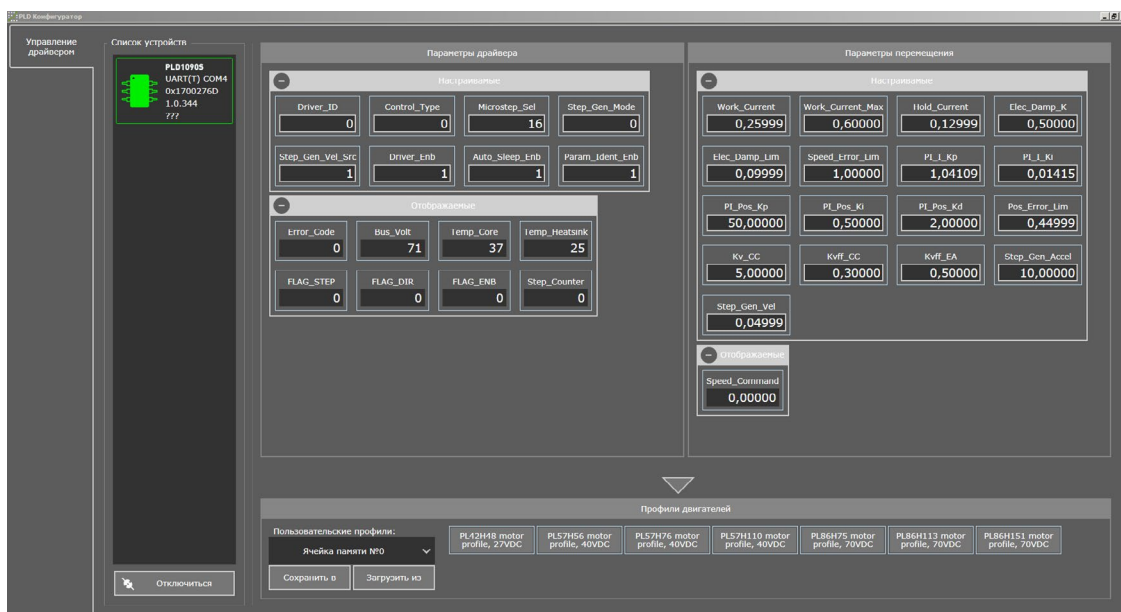 PLD Конфигуратор
Управление
драйвером
Список устройств
PLD10905
UART(T) COM4
0x1700276D
1.0.344
???
Отключиться
Параметры драйвера
Настраиваемые
Driver_ID Control_Type Microstep_Sel Step_Gen_Mode
0 0 16 0
Step_Gen_Vel_Src Driver_Enb Auto_Sleep_Enb Param_Ident_Enb
1 1 1 1
Отображаемые
Error_Code Bus_Volt Temp_Core Temp_Heatsink
0 71 37 25
FLAG_STEP FLAG_DIR FLAG_ENB Step_Counter
0 0 0 0
Параметры перемещения
Настраиваемые
Work_Current Work_Current_Max Hold_Current Elec_Damp_K
0,25999 0,60000 0,12999 0,50000
Elec_Damp_Lim Speed_Error_Lim PI_I_Kp PI_I_Ki
0,09999 1,00000 1,04109 0,01415
PI_Pos_Kp PI_Pos_Ki PI_Pos_Kd Pos_Error_Lim
50,00000 0,50000 2,00000 0,44999
Kv_CC Kvff_CC Kvff_EA Step_Gen_Accel
5,00000 0,30000 0,50000 10,00000
Step_Gen_Vel
0,04999
Отображаемые
Speed_Command
0,00000
Профили двигателей
Пользовательские профили:
Ячейка памяти №0
Сохранить в Загрузить из
PL42H48 motor
profile, 27VDC
PL57H56 motor
profile, 40VDC
PL57H76 motor
profile, 40VDC
PL57H110 motor
profile, 40VDC
PL86H75 motor
profile, 70VDC
PL86H113 motor
profile, 70VDC
PL86H151 motor
profile, 70VDC